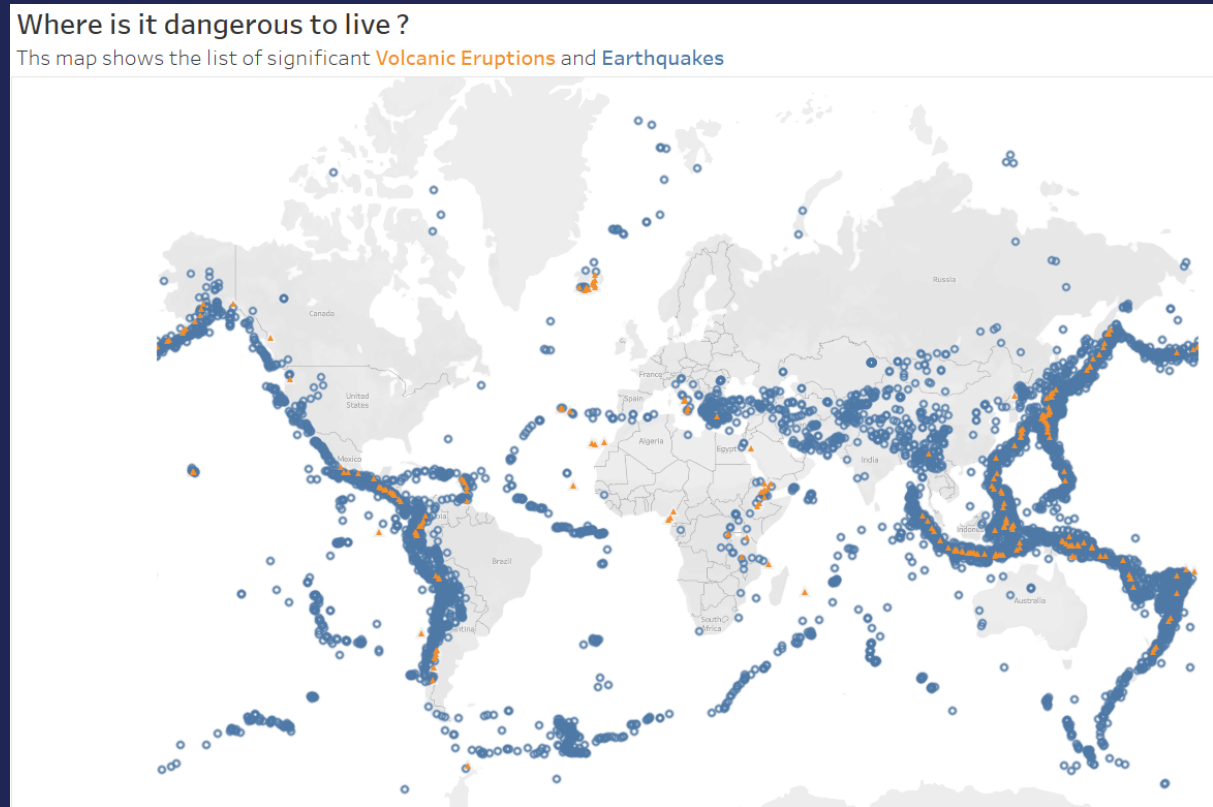 Where is it dangerous to live ?
Ths map shows the list of significant Volcanic Eruptions and Earthquakes
Russia
Canada
France
United
States
Spain
Algeria
Mexico
Egypt
India
Brazil
Australia
South
Africa